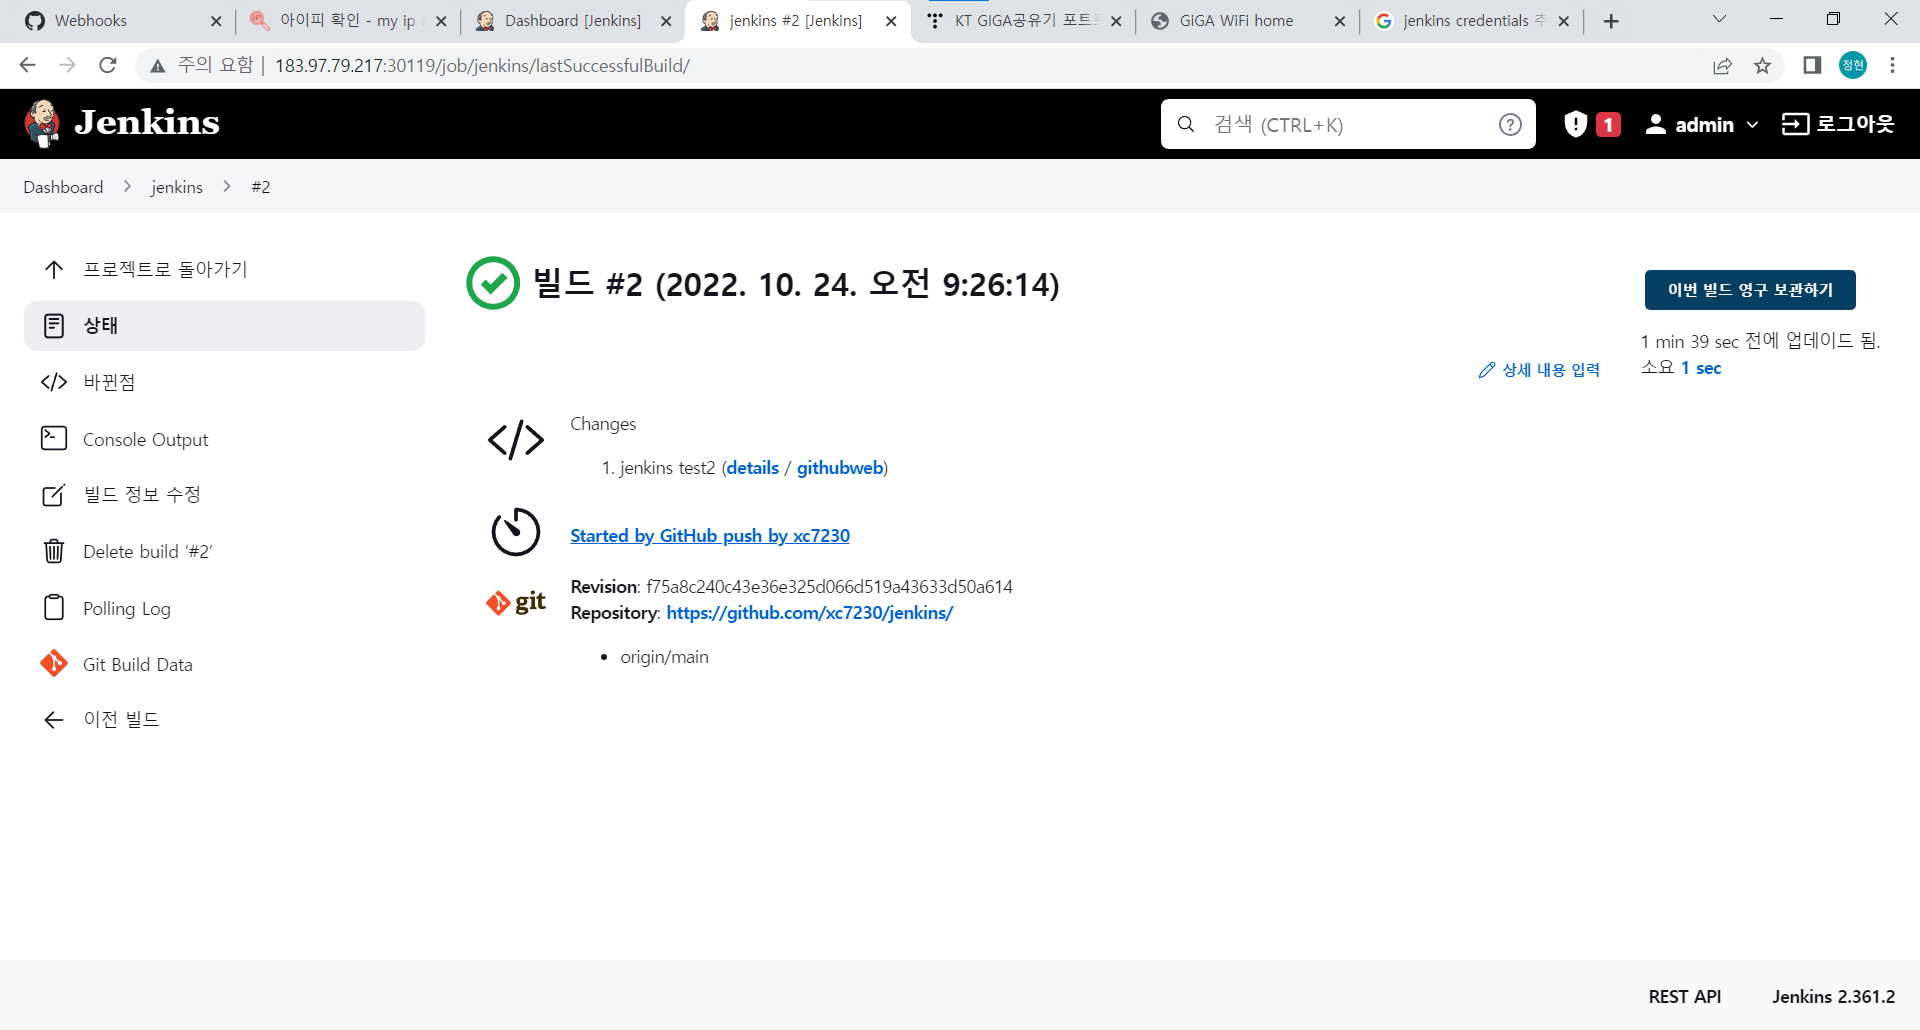 Webhooks
아이피 확인 - my ip a
Dashboard [Jenkins]
jenkins #2 [Jenkins]
KT GIGA공유기 포트포
GiGA WiFi home
jenkins credentials 추
주의 요함 | 183.97.79.217:30119/job/jenkins/lastSuccessfulBuild/
정현
Jenkins
검색 (CTRL+K)
1
admin
로그아웃
Dashboard
jenkins
#2
프로젝트로 돌아가기
상태
바뀐점
Console Output
빌드 정보 수정
Delete build '#2'
Polling Log
Git Build Data
이전 빌드
빌드 #2 (2022. 10. 24. 오전 9:26:14)
이번 빌드 영구 보관하기
1 min 39 sec 전에 업데이드 됨.
소요 1 sec
상세 내용 입력
Changes
1. jenkins test2 (details / githubweb)
Started by GitHub push by xc7230
git
Revision: f75a8c240c43e36e325d066d519a43633d50a614
Repository: https://github.com/xc7230/jenkins/
• origin/main
REST API
Jenkins 2.361.2